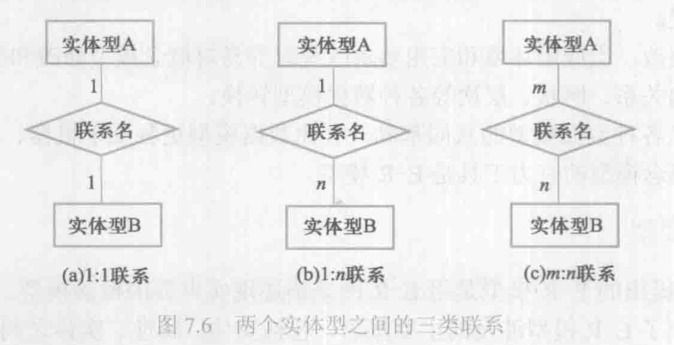 实体型A 实体型A 实体型A
1 1 m
联系名 联系名 联系名
1 n n
实体型B 实体型B 实体型B
(a)1:1联系 (b)1:n联系 (c)m:n联系
图 7.6 两个实体型之间的三类联系